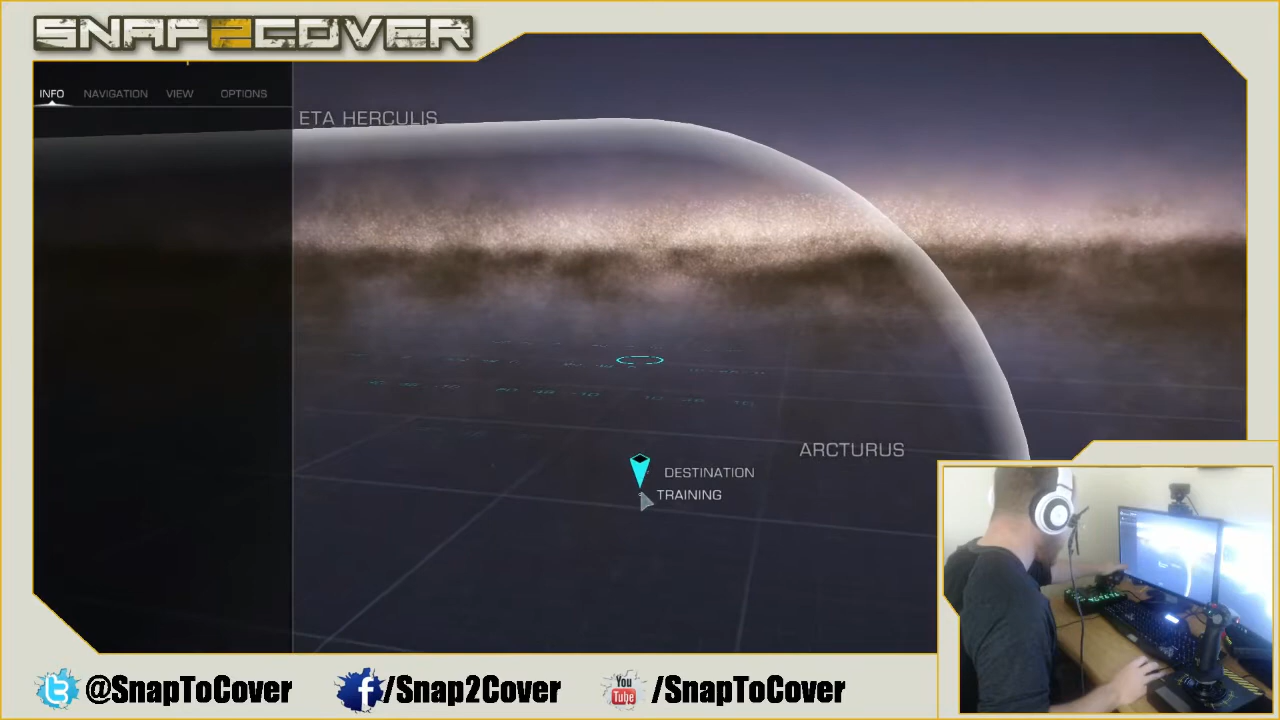 SNAP2COVER
INFO NAVIGATION VIEW OPTIONS
ETA HERCULIS
ARCTURUS
DESTINATION
TRAINING
@SnapToCover /Snap2Cover You Tube /SnapToCover